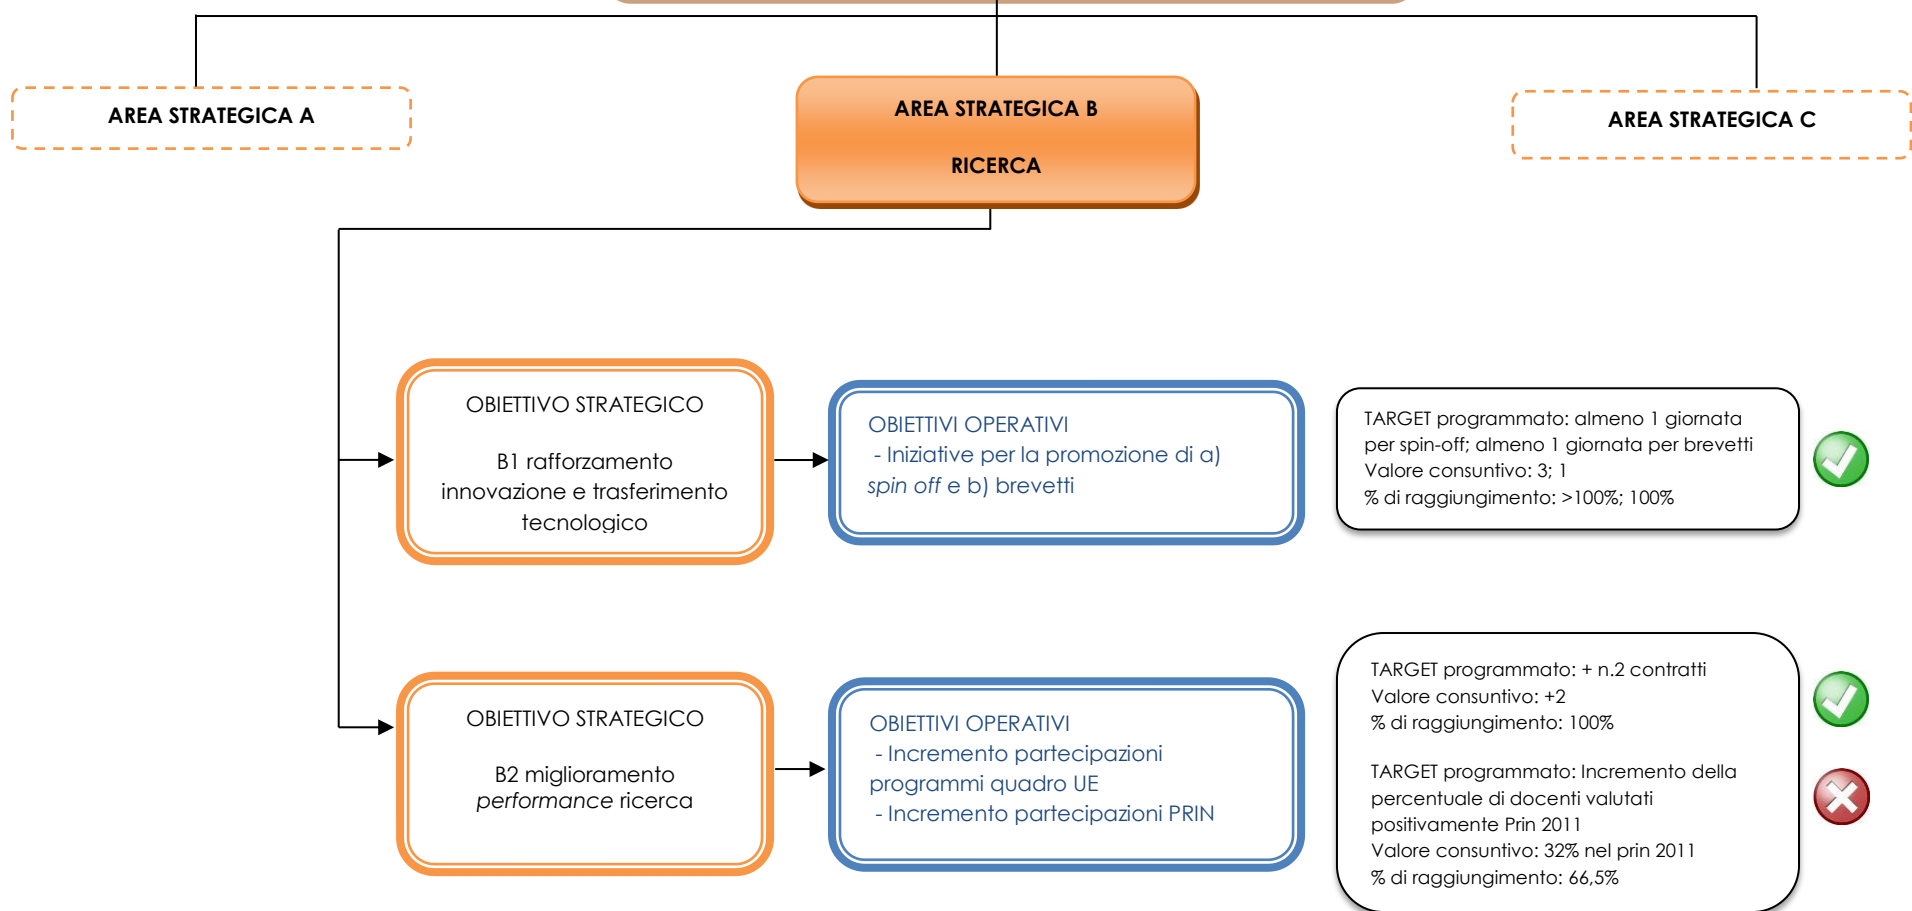 AREA STRATEGICA A
AREA STRATEGICA B
RICERCA
AREA STRATEGICA C
OBIETTIVO STRATEGICO
B1 rafforzamento
innovazione e trasferimento
tecnologico
OBIETTIVI OPERATIVI
- Iniziative per la promozione di a)
spin off e b) brevetti
TARGET programmato: almeno 1 giornata
per spin-off; almeno 1 giornata per brevetti
Valore consuntivo: 3; 1
% di raggiungimento: >100%; 100%
OBIETTIVO STRATEGICO
B2 miglioramento
performance ricerca
OBIETTIVI OPERATIVI
- Incremento partecipazioni
programmi quadro UE
- Incremento partecipazioni PRIN
TARGET programmato: + n.2 contratti
Valore consuntivo: +2
% di raggiungimento: 100%
TARGET programmato: Incremento della
percentuale di docenti valutati
positivamente Prin 2011
Valore consuntivo: 32% nel prin 2011
% di raggiungimento: 66,5%